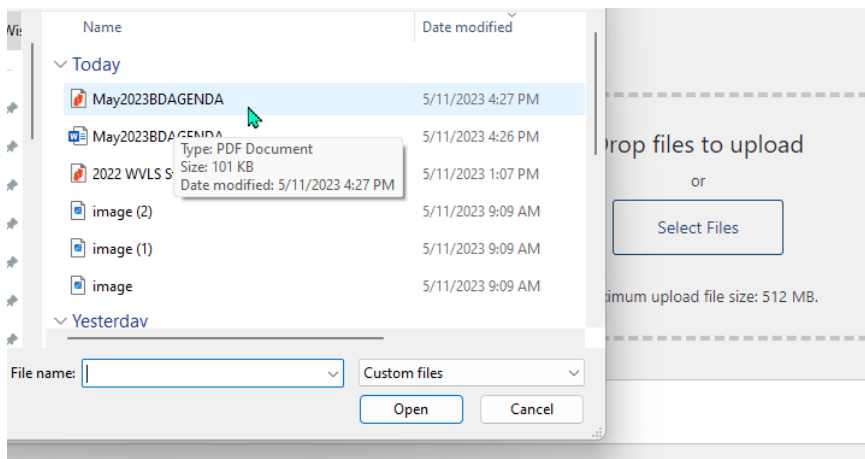 Name Date modified
Today
May2023BDAGENDA 5/11/2023 4:27 PM
May2023BDAGENDA 5/11/2023 4:26 PM
Type: PDF Document
Size: 101 KB
Date modified: 5/11/2023 4:27 PM
2022 WVLS S 5/11/2023 1:07 PM
image (2) 5/11/2023 9:09 AM
image (1) 5/11/2023 9:09 AM
image 5/11/2023 9:09 AM
Yesterday
File name: Custom files
Open Cancel
rop files to upload
or
Select Files
imum upload file size: 512 MB.